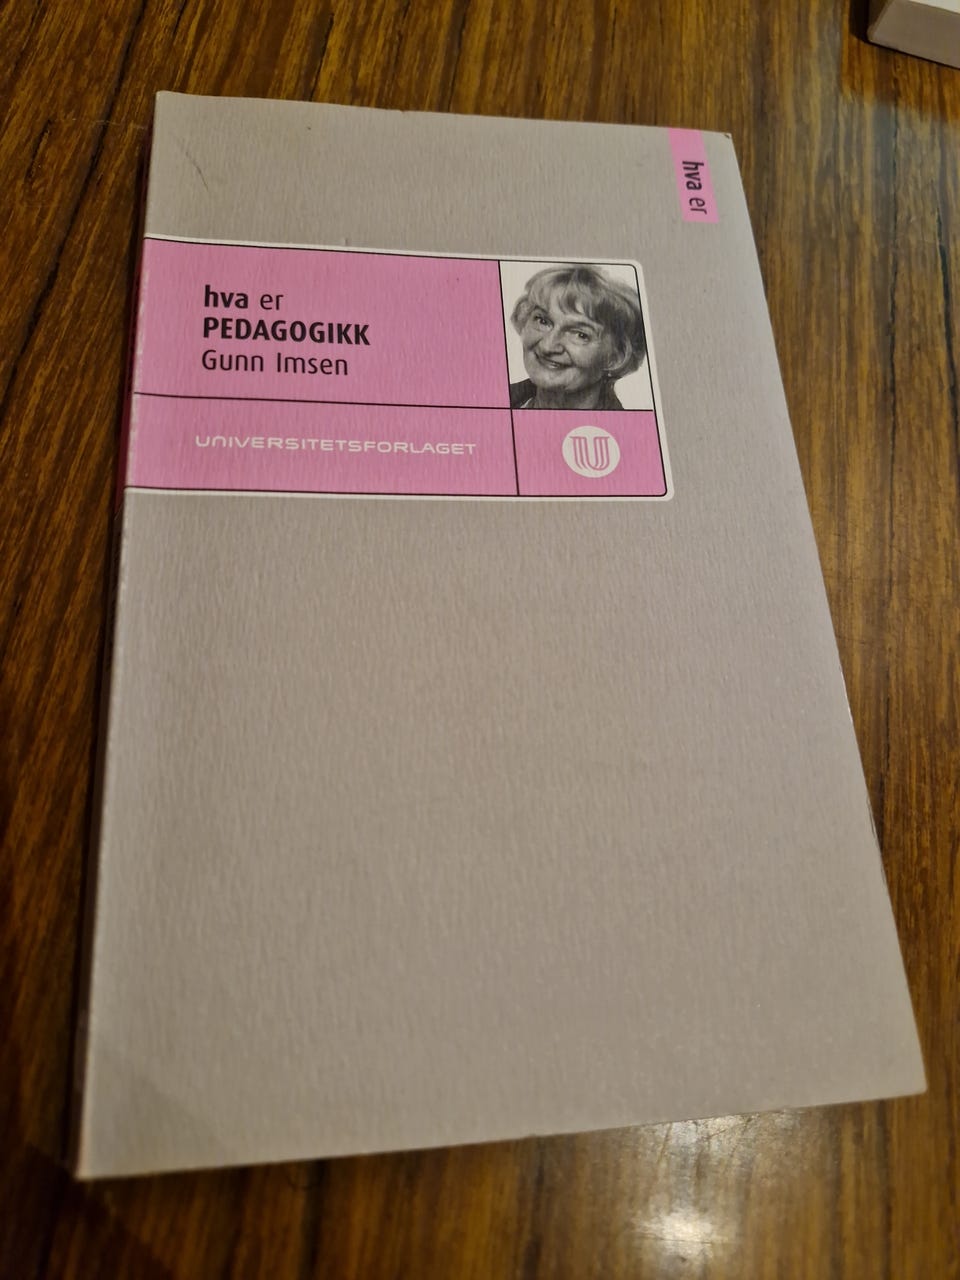 hva er
hva er
PEDAGOGIKK
Gunn Imsen
UNIVERSITETSFORLAGET
U